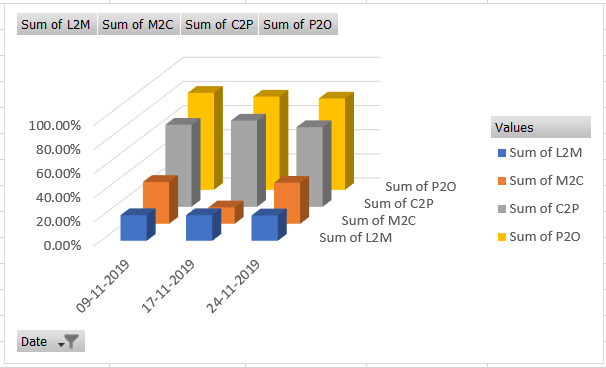 Sum of L2M Sum of M2C Sum of C2P Sum of P2O
100.00%
80.00%
60.00%
40.00%
20.00%
0.00%
Sum of P2O
Sum of C2P
Sum of M2C
Sum of L2M
09-11-2019
17-11-2019
24-11-2019
Values
Sum of L2M
Sum of M2C
Sum of C2P
Sum of P2O
Date